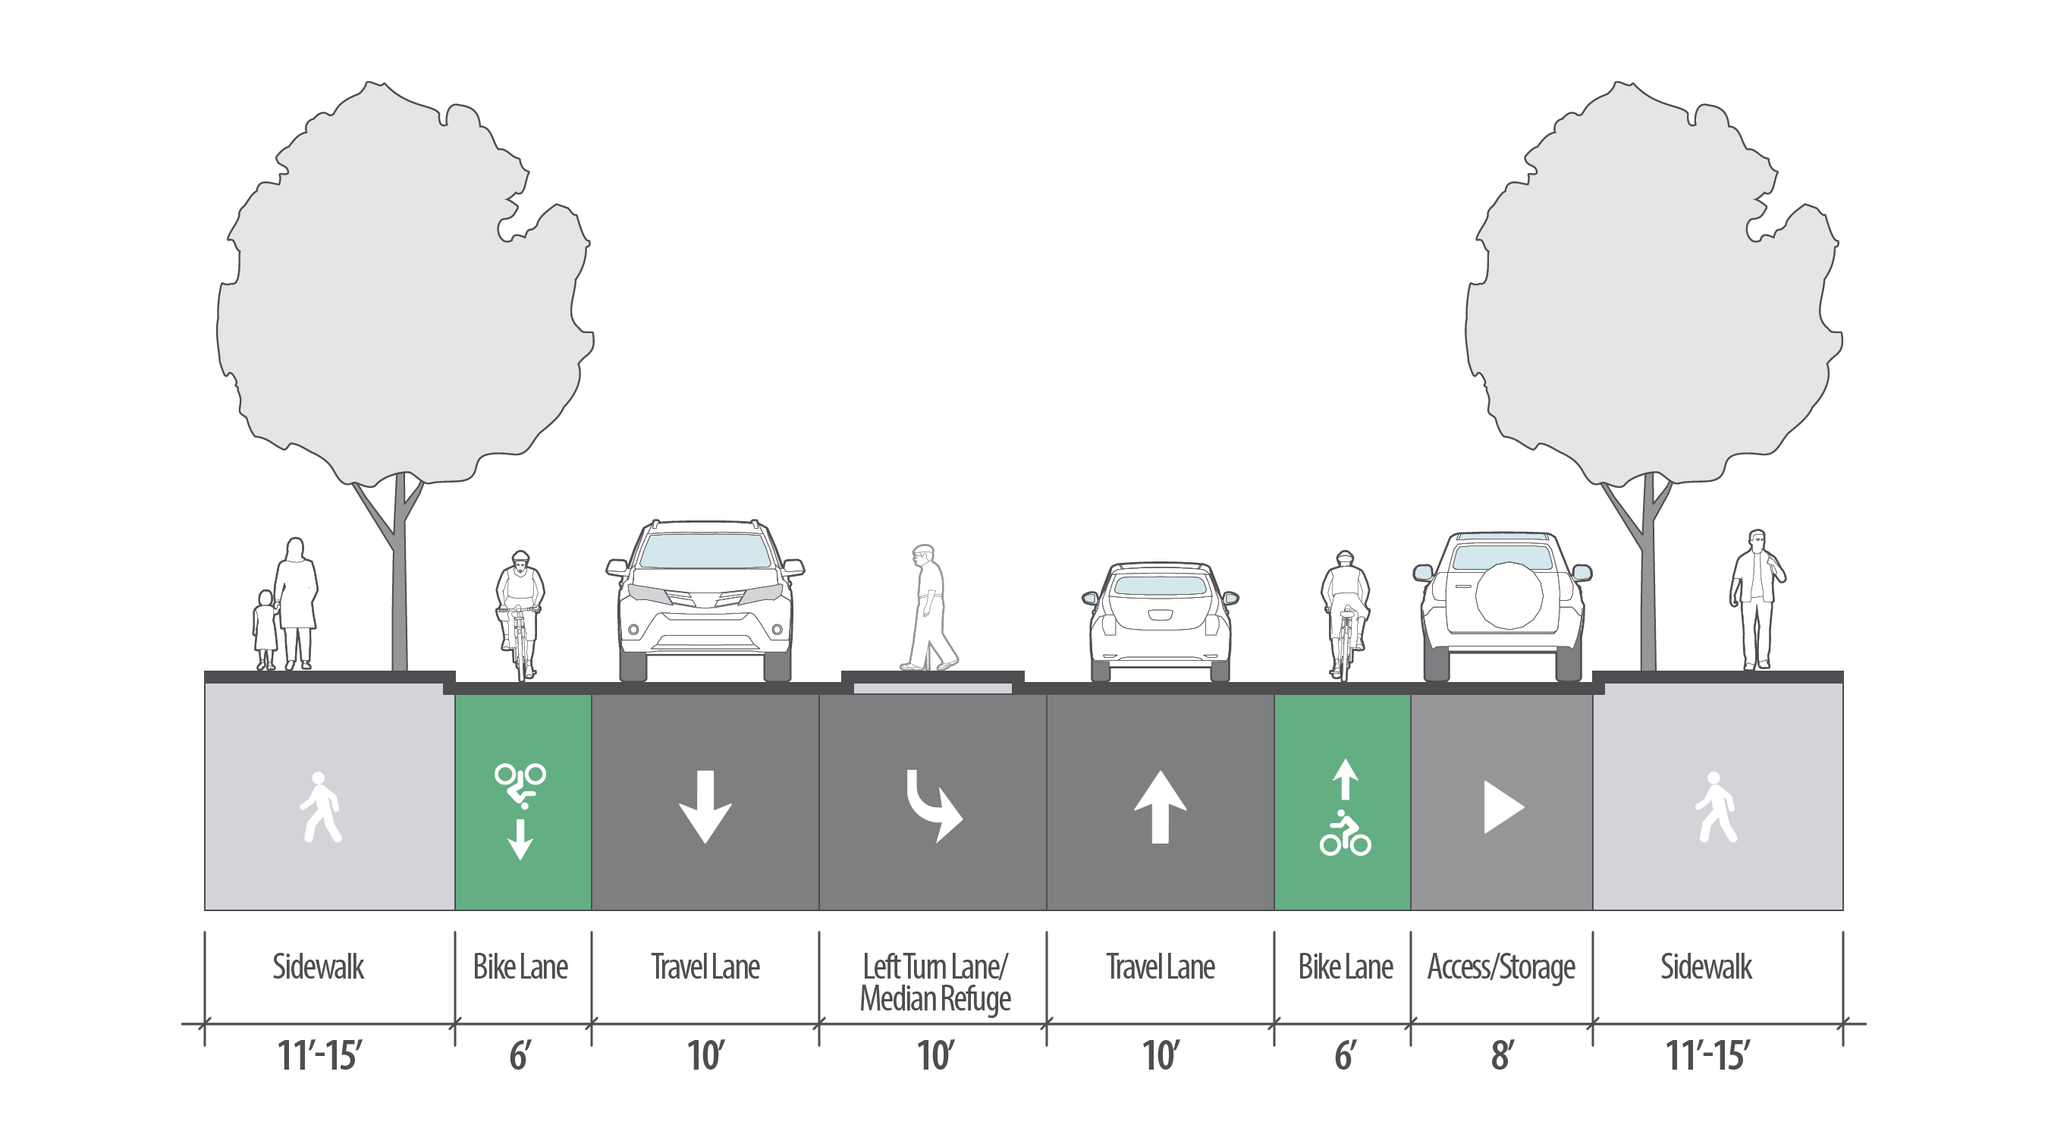 Sidewalk
Bike Lane
Travel Lane
Left Turn Lane/
Median Refuge
Travel Lane
Bike Lane
Access/Storage
Sidewalk
11’-15’
6’
10’
10’
10’
6’
8’
11’-15’